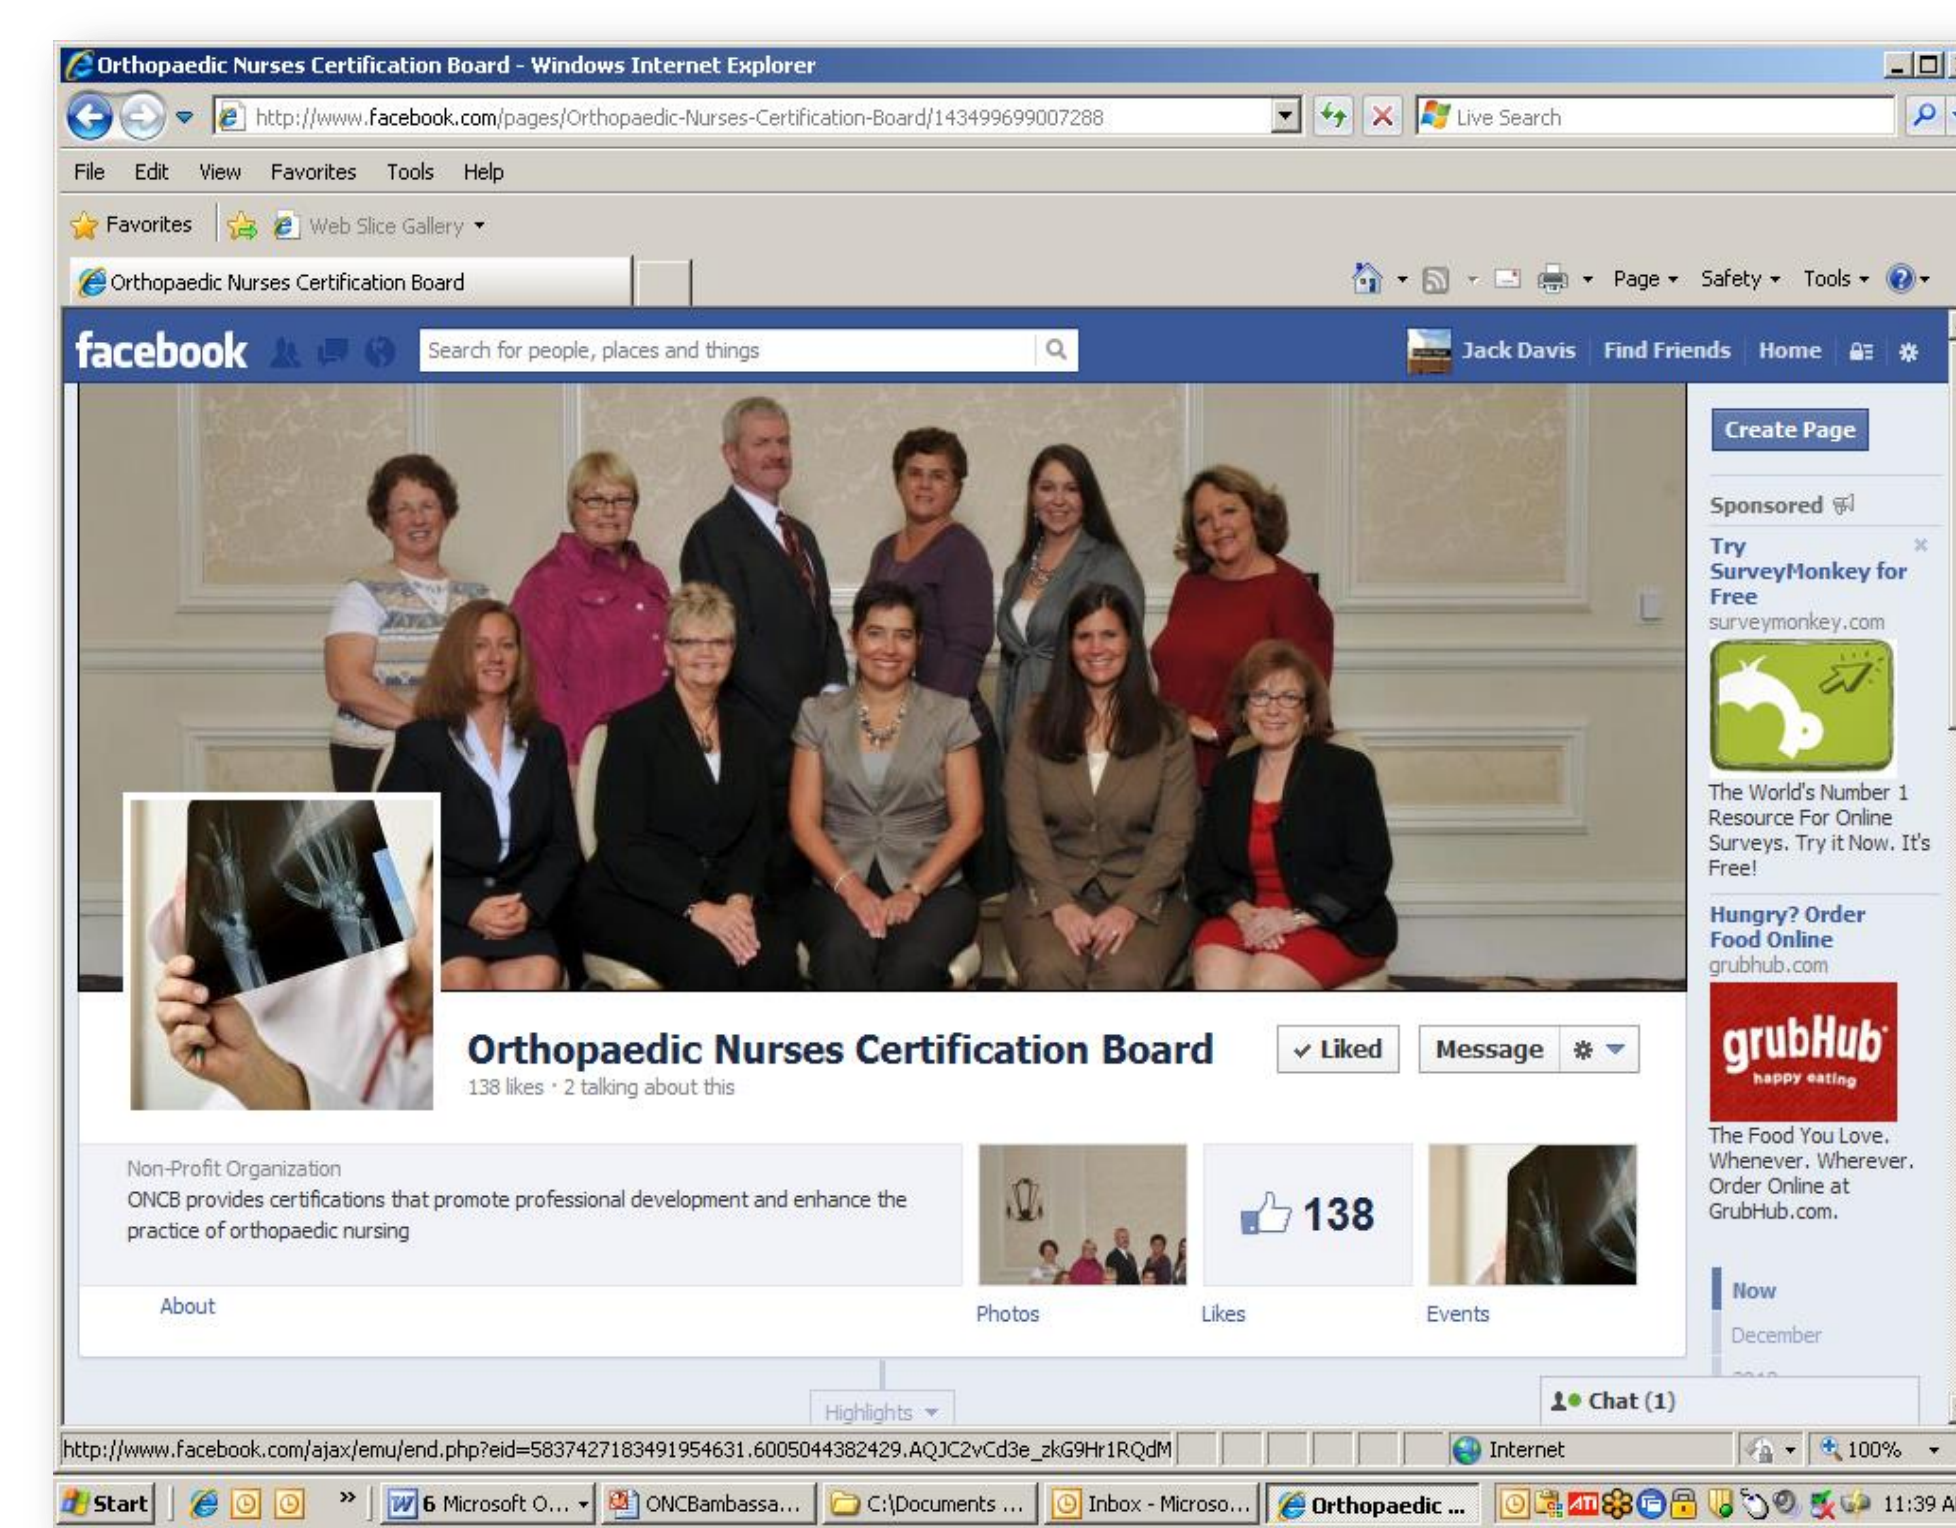 Orthopaedic Nurses Certification Board - Windows Internet Explorer
http://www.facebook.com/pages/Orthopaedic-Nurses-Certification-Board/143499699007288
Live Search
File Edit View Favorites Tools Help
Favorites Web Slice Gallery
Orthopaedic Nurses Certification Board
Page Safety Tools
facebook
Search for people, places and things
Jack Davis Find Friends Home
Create Page
Sponsored
Try
SurveyMonkey for
Free
surveymonkey.com
The World's Number 1
Resource For Online
Surveys. Try it Now. It's
Free!
Hungry? Order
Food Online
grubhub.com
grubHub
happy eating
The Food You Love.
Whenever. Wherever.
Order Online at
GrubHub.com.
Orthopaedic Nurses Certification Board
138 likes · 2 talking about this
Liked
Message
Non-Profit Organization
ONCB provides certifications that promote professional development and enhance the
practice of orthopaedic nursing
138
About
Photos
Likes
Events
Now
December
Highlights
Chat (1)
http://www.facebook.com/ajax/emu/end.php?eid=5837427183491954631.6005044382429.AQJC2vCd3e_zkG9Hr1RQdM
Internet
100%
Start
6 Microsoft O...
ONCBambassa...
C:\Documents ...
Inbox - Microso...
Orthopaedic ...
ATI
11:39 A